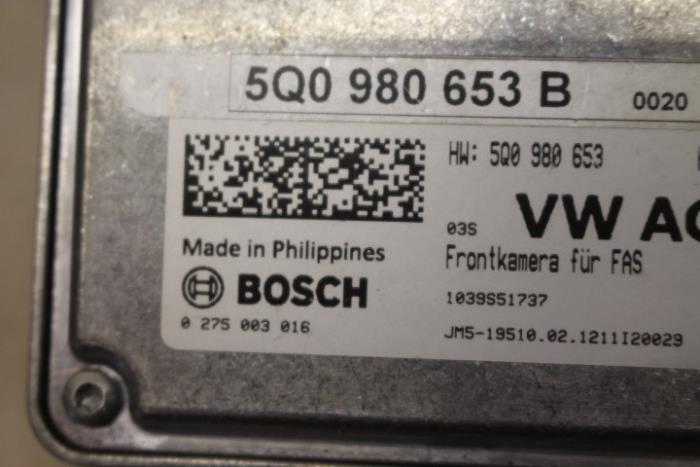 5Q0 980 653 B 0020
HW: 5Q0 980 653
03S VW AG
Made in Philippines
Frontkamera für FAS
BOSCH
1039S51737
0 275 003 016
JM5-19510.02.1211I20029